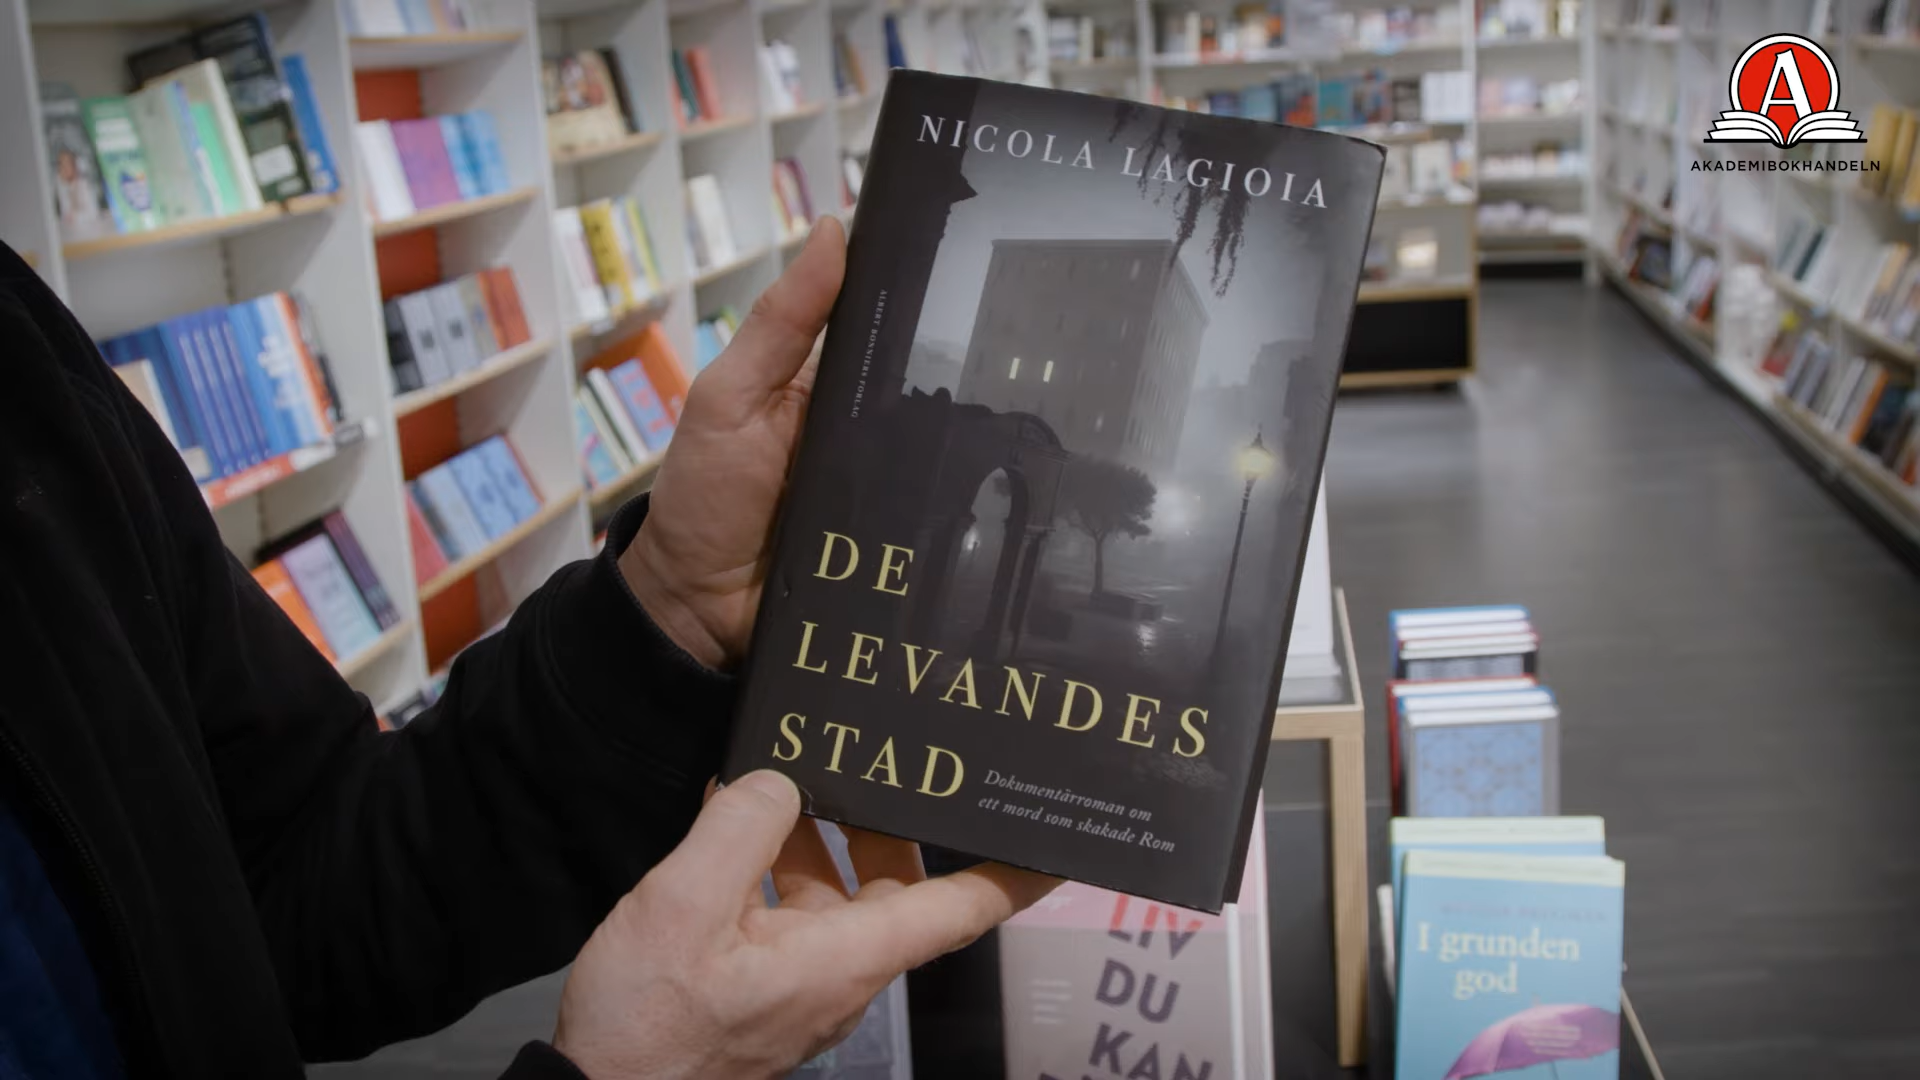 AKADEMIBOKHANDELN
NICOLA LAGIOIA
ALBERT BONNIERS FÖRLAG
DE
LEVANDES
STAD
Dokumentärroman om
ett mord som skakade Rom
LIV
DU
KAN
I grunden
god